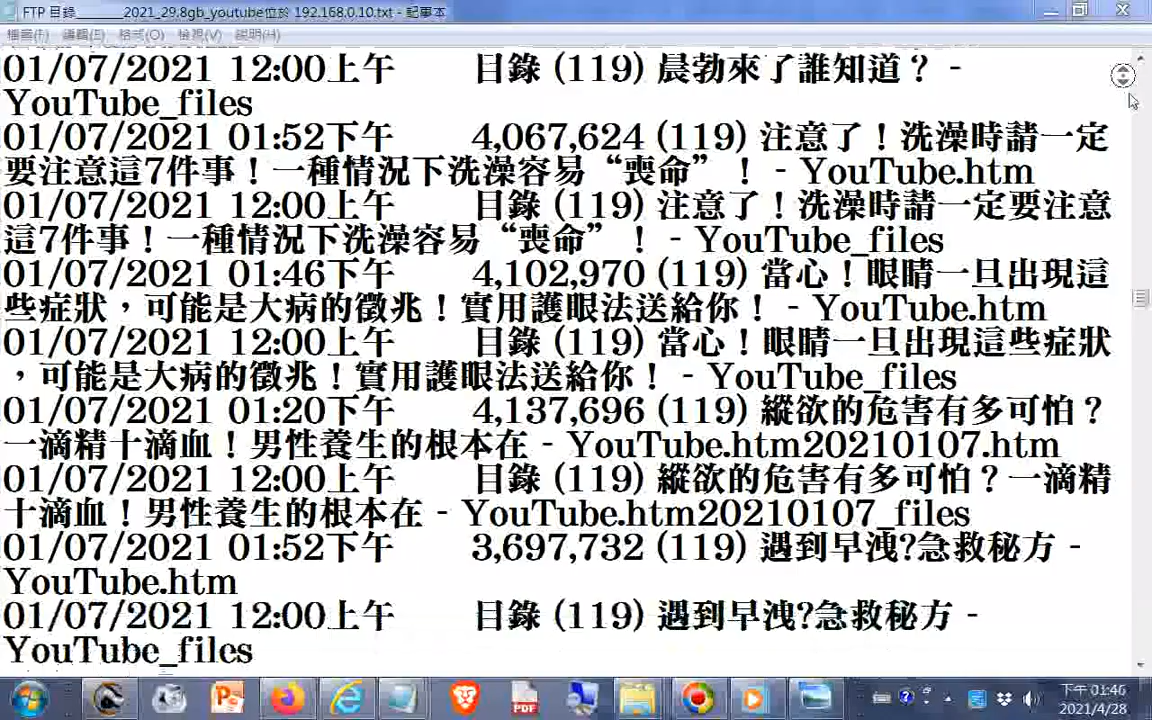 FTP 目錄_______2021_29.8gb_youtube位於 192.168.0.10.txt - 記事本
檔案(F) 編輯(E) 格式(O) 檢視(V) 說明(H)
01/07/2021 12:00上午 目錄 (119) 晨勃來了誰知道？ -
YouTube_files
01/07/2021 01:52下午 4,067,624 (119) 注意了！洗澡時請一定
要注意這7件事！一種情況下洗澡容易“喪命”！ - YouTube.htm
01/07/2021 12:00上午 目錄 (119) 注意了！洗澡時請一定要注意
這7件事！一種情況下洗澡容易“喪命”！ - YouTube_files
01/07/2021 01:46下午 4,102,970 (119) 當心！眼睛一旦出現這
些症狀，可能是大病的徵兆！實用護眼法送給你！ - YouTube.htm
01/07/2021 12:00上午 目錄 (119) 當心！眼睛一旦出現這些症狀
，可能是大病的徵兆！實用護眼法送給你！ - YouTube_files
01/07/2021 01:20下午 4,137,696 (119) 縱欲的危害有多可怕？
一滴精十滴血！男性養生的根本在 - YouTube.htm20210107.htm
01/07/2021 12:00上午 目錄 (119) 縱欲的危害有多可怕？一滴精
十滴血！男性養生的根本在 - YouTube.htm20210107_files
01/07/2021 01:52下午 3,697,732 (119) 遇到早洩?急救秘方 -
YouTube.htm
01/07/2021 12:00上午 目錄 (119) 遇到早洩?急救秘方 -
YouTube_files
下午 01:46
2021/4/28